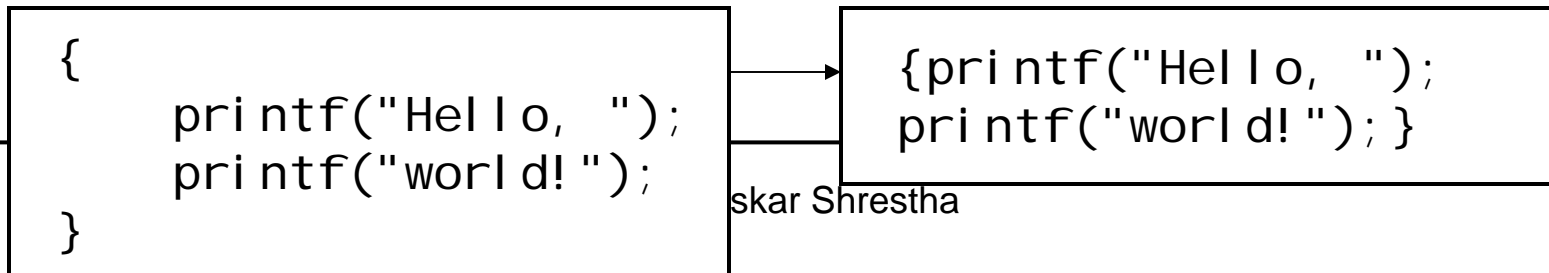 {
    printf("Hello, ");
    printf("world!");
}
{printf("Hello, ");
printf("world!");}
skar Shrestha